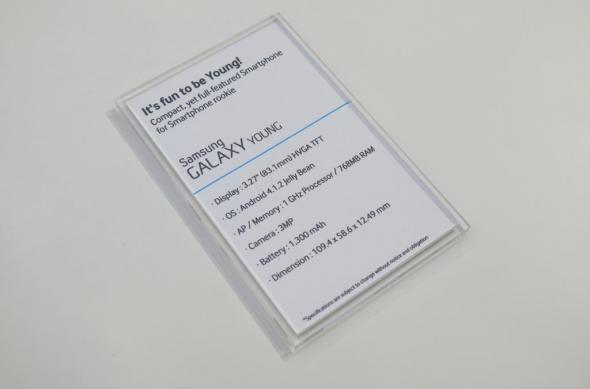 It's fun to be Young!
Compact, yet full-featured Smartphone
for Smartphone rookie
Samsung
GALAXY YOUNG
· Display : 3.27" (83.1mm) HVGA TFT
· OS : Android 4.1.2 Jelly Bean
· AP / Memory : 1 GHz Processor / 768MB RAM
· Camera : 3MP
· Battery : 1,300 mAh
· Dimension : 109.4 x 58.6 x 12.49 mm
*Specifications are subject to change without notice and obligation